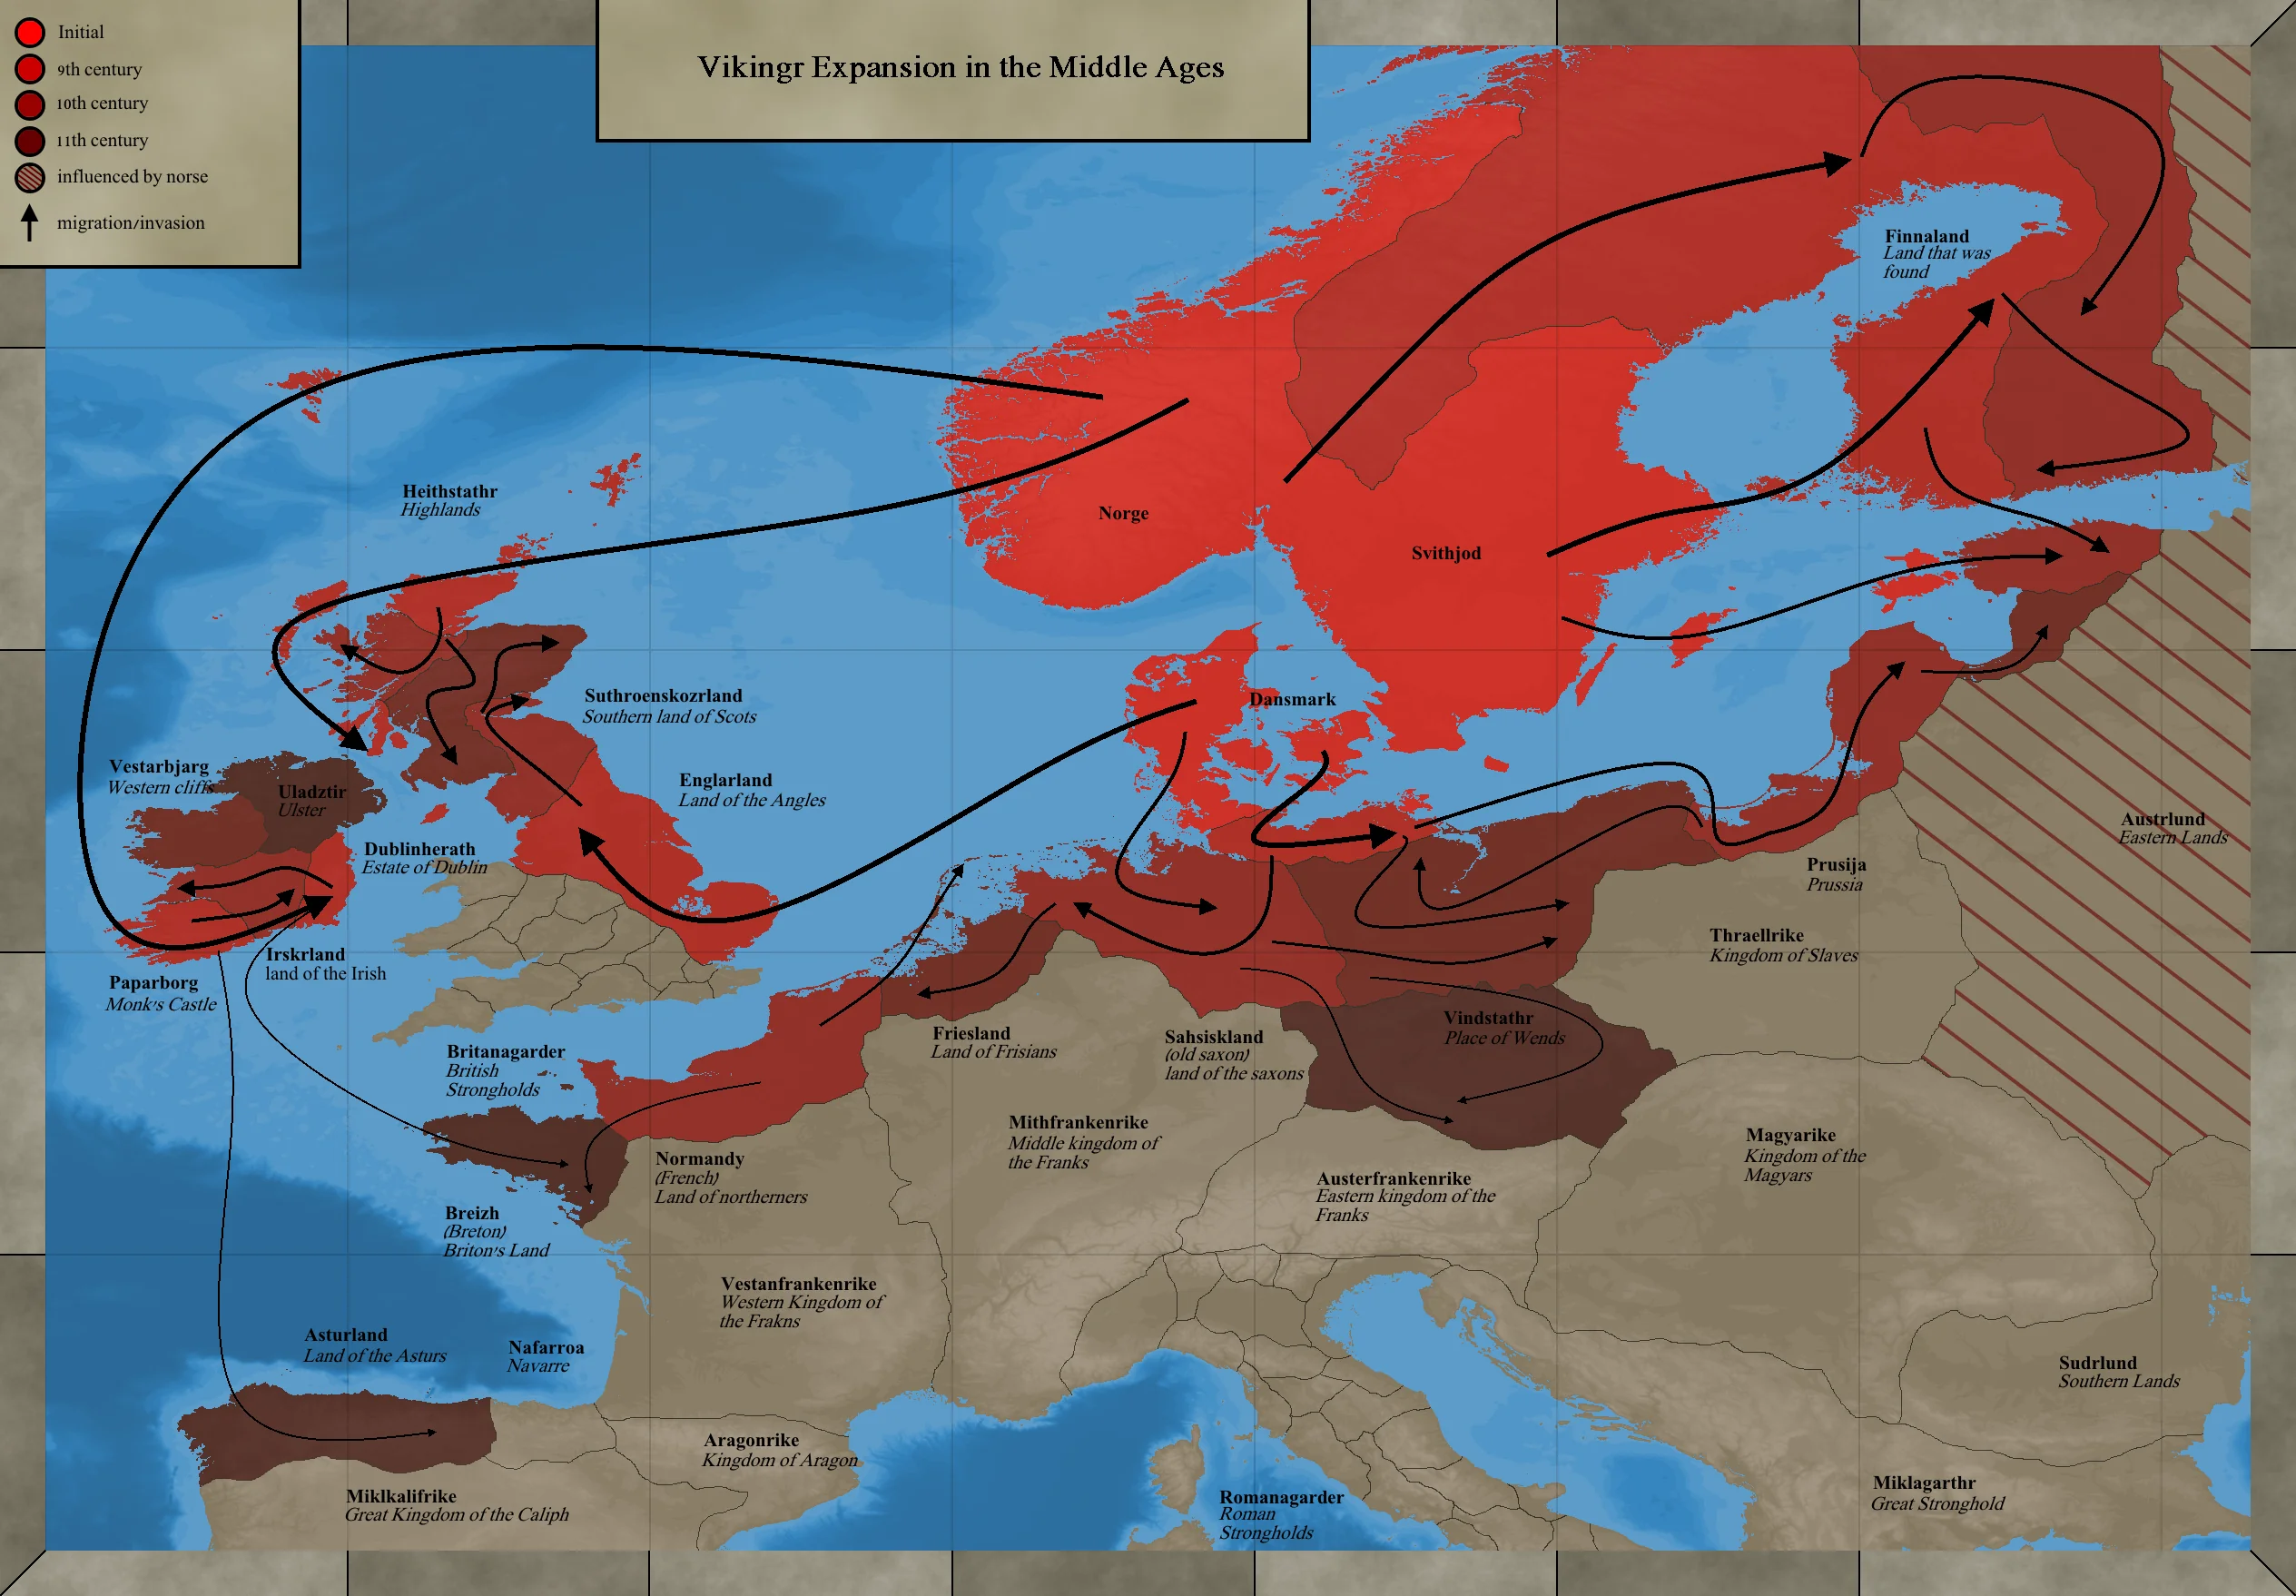 Initial
9th century
10th century
11th century
influenced by norse
migration/invasion
Vikingr Expansion in the Middle Ages
Finnaland
Land that was
found
Heithstathr
Highlands
Norge
Svithjod
Suthroenskozrland
Southern land of Scots
Dansmark
Vestarbjarg
Western cliffs
Uladztir
Ulster
Englarland
Land of the Angles
Dublinherath
Estate of Dublin
Austrlund
Eastern Lands
Prusija
Prussia
Irskrland
land of the Irish
Paparborg
Monk's Castle
Thraellrike
Kingdom of Slaves
Britanagarder
British
Strongholds
Friesland
Land of Frisians
Sahsiskland
(old saxon)
land of the saxons
Vindstathr
Place of Wends
Mithfrankenrike
Middle kingdom of
the Franks
Magyarike
Kingdom of the
Magyars
Normandy
(French)
Land of northerners
Austerfrankenrike
Eastern kingdom of the
Franks
Breizh
(Breton)
Briton's Land
Vestanfrankenrike
Western Kingdom of
the Frakns
Asturland
Land of the Asturs
Nafarroa
Navarre
Sudrlund
Southern Lands
Aragonrike
Kingdom of Aragon
Miklkalifrike
Great Kingdom of the Caliph
Romanagarder
Roman
Strongholds
Miklagarthr
Great Stronghold